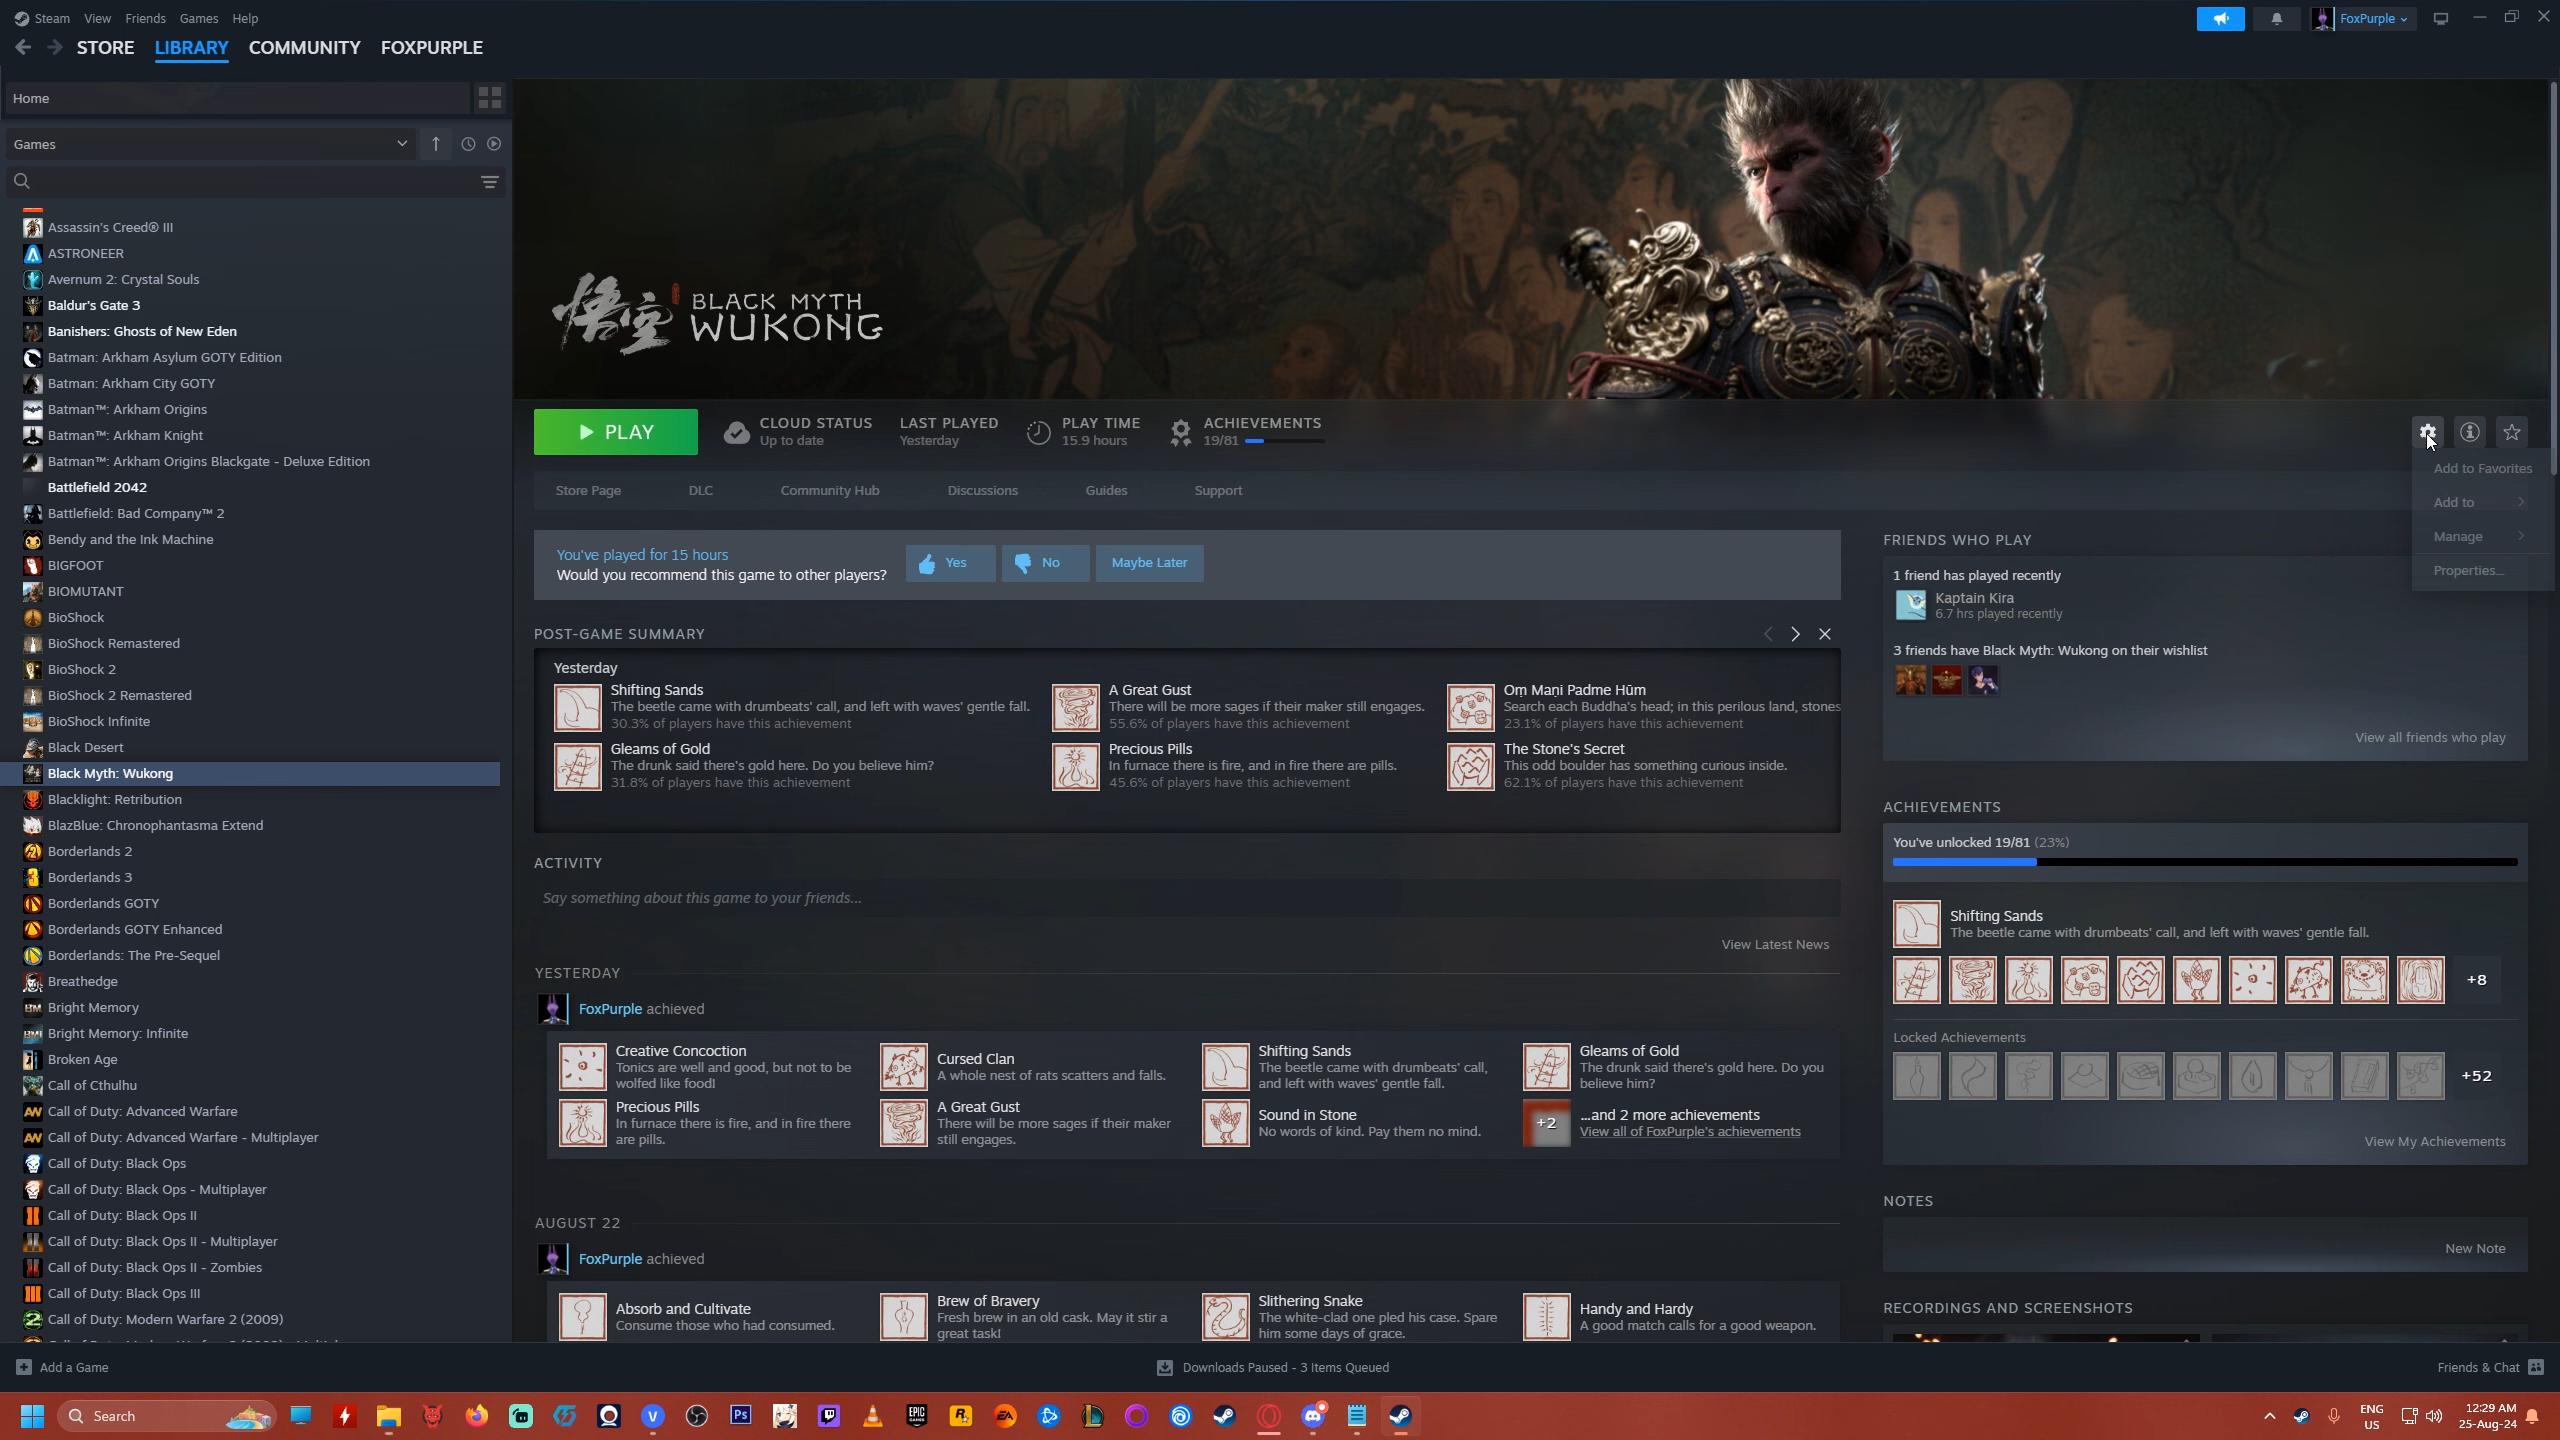 Steam View Friends Games Help
FoxPurple
STORE LIBRARY COMMUNITY FOXPURPLE
Home
Games
Assassin's Creed® III
ASTRONEER
Avernum 2: Crystal Souls
Baldur's Gate 3
Banishers: Ghosts of New Eden
Batman: Arkham Asylum GOTY Edition
Batman: Arkham City GOTY
Batman™: Arkham Origins
Batman™: Arkham Knight
Batman™: Arkham Origins Blackgate - Deluxe Edition
Battlefield 2042
Battlefield: Bad Company™ 2
Bendy and the Ink Machine
BIGFOOT
BIOMUTANT
BioShock
BioShock Remastered
BioShock 2
BioShock 2 Remastered
BioShock Infinite
Black Desert
Black Myth: Wukong
Blacklight: Retribution
BlazBlue: Chronophantasma Extend
Borderlands 2
Borderlands 3
Borderlands GOTY
Borderlands GOTY Enhanced
Borderlands: The Pre-Sequel
Breathedge
Bright Memory
Bright Memory: Infinite
Broken Age
Call of Cthulhu
Call of Duty: Advanced Warfare
Call of Duty: Advanced Warfare - Multiplayer
Call of Duty: Black Ops
Call of Duty: Black Ops - Multiplayer
Call of Duty: Black Ops II
Call of Duty: Black Ops II - Multiplayer
Call of Duty: Black Ops II - Zombies
Call of Duty: Black Ops III
Call of Duty: Modern Warfare 2 (2009)
悟空 BLACK MYTH
WUKONG
PLAY
CLOUD STATUS
Up to date
LAST PLAYED
Yesterday
PLAY TIME
15.9 hours
ACHIEVEMENTS
19/81
Add to Favorites
Add to
Manage
Properties...
Store Page DLC Community Hub Discussions Guides Support
You've played for 15 hours
Would you recommend this game to other players?
Yes No Maybe Later
POST-GAME SUMMARY
Yesterday
Shifting Sands
The beetle came with drumbeats' call, and left with waves' gentle fall.
30.3% of players have this achievement
A Great Gust
There will be more sages if their maker still engages.
55.6% of players have this achievement
Oṃ Maṇi Padme Hūm
Search each Buddha's head; in this perilous land, stones
23.1% of players have this achievement
Gleams of Gold
The drunk said there's gold here. Do you believe him?
31.8% of players have this achievement
Precious Pills
In furnace there is fire, and in fire there are pills.
45.6% of players have this achievement
The Stone's Secret
This odd boulder has something curious inside.
62.1% of players have this achievement
ACTIVITY
Say something about this game to your friends...
View Latest News
YESTERDAY
FoxPurple achieved
Creative Concoction
Tonics are well and good, but not to be
wolfed like food!
Cursed Clan
A whole nest of rats scatters and falls.
Shifting Sands
The beetle came with drumbeats' call,
and left with waves' gentle fall.
Gleams of Gold
The drunk said there's gold here. Do you
believe him?
Precious Pills
In furnace there is fire, and in fire there
are pills.
A Great Gust
There will be more sages if their maker
still engages.
Sound in Stone
No words of kind. Pay them no mind.
+2
...and 2 more achievements
View all of FoxPurple's achievements
AUGUST 22
FoxPurple achieved
Absorb and Cultivate
Consume those who had consumed.
Brew of Bravery
Fresh brew in an old cask. May it stir a
great task!
Slithering Snake
The white-clad one pled his case. Spare
him some days of grace.
Handy and Hardy
A good match calls for a good weapon.
FRIENDS WHO PLAY
1 friend has played recently
Kaptain Kira
6.7 hrs played recently
3 friends have Black Myth: Wukong on their wishlist
View all friends who play
ACHIEVEMENTS
You've unlocked 19/81 (23%)
Shifting Sands
The beetle came with drumbeats' call, and left with waves' gentle fall.
+8
Locked Achievements
+52
View My Achievements
NOTES
New Note
RECORDINGS AND SCREENSHOTS
Add a Game
Downloads Paused - 3 Items Queued
Friends & Chat
Search
Ps
EPIC
GAMES
EA
ENG
US
12:29 AM
25-Aug-24